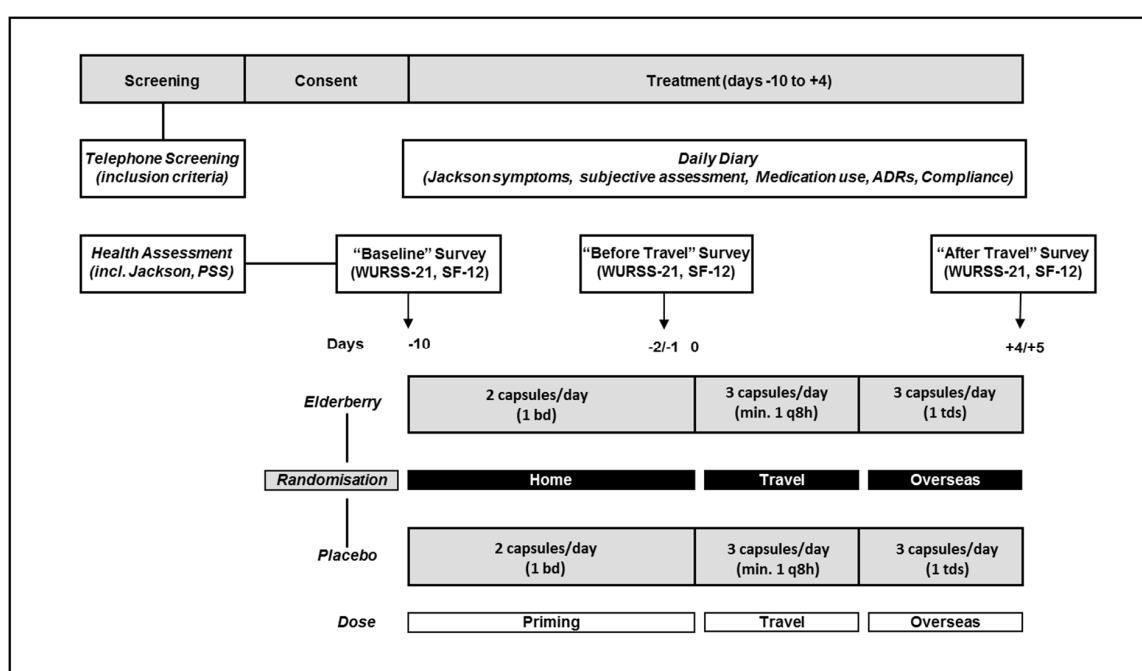 Screening Consent Treatment (days -10 to +4)
Telephone Screening
(inclusion criteria)
Daily Diary
(Jackson symptoms, subjective assessment, Medication use, ADRs, Compliance)
Health Assessment
(incl. Jackson, PSS)
“Baseline” Survey
(WURSS-21, SF-12)
“Before Travel” Survey
(WURSS-21, SF-12)
“After Travel” Survey
(WURSS-21, SF-12)
Days -10 -2/-1 0 +4/+5
Elderberry
2 capsules/day
(1 bd)
3 capsules/day
(min. 1 q8h)
3 capsules/day
(1 tds)
Randomisation Home Travel Overseas
Placebo
2 capsules/day
(1 bd)
3 capsules/day
(min. 1 q8h)
3 capsules/day
(1 tds)
Dose Priming Travel Overseas